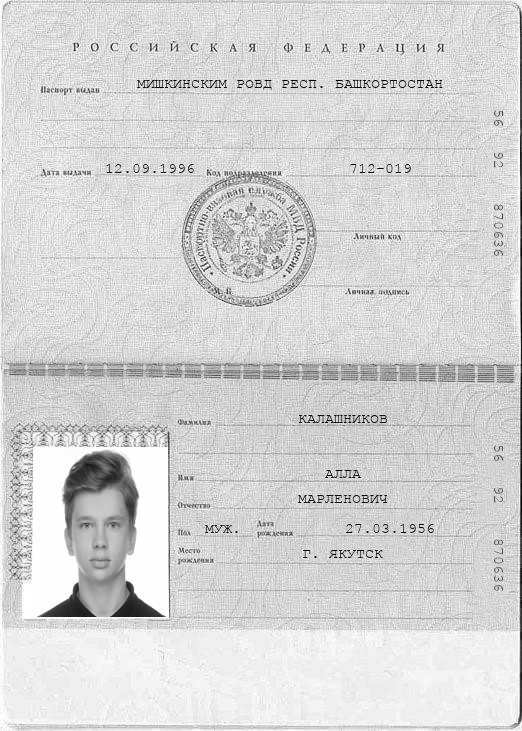 РОССИЙСКАЯ ФЕДЕРАЦИЯ
Паспорт выдан МИШКИНСКИМ РОВД РЕСП. БАШКОРТОСТАН
Дата выдачи 12.09.1996 Код подразделения 712-019
Паспортно-визовая служба МВД России
Личный код
М. П. Личная подпись
56 92 870636
Фамилия КАЛАШНИКОВ
Имя АЛЛА
Отчество МАРЛЕНОВИЧ
Пол МУЖ. Дата рождения 27.03.1956
Место рождения Г. ЯКУТСК
56 92 870636